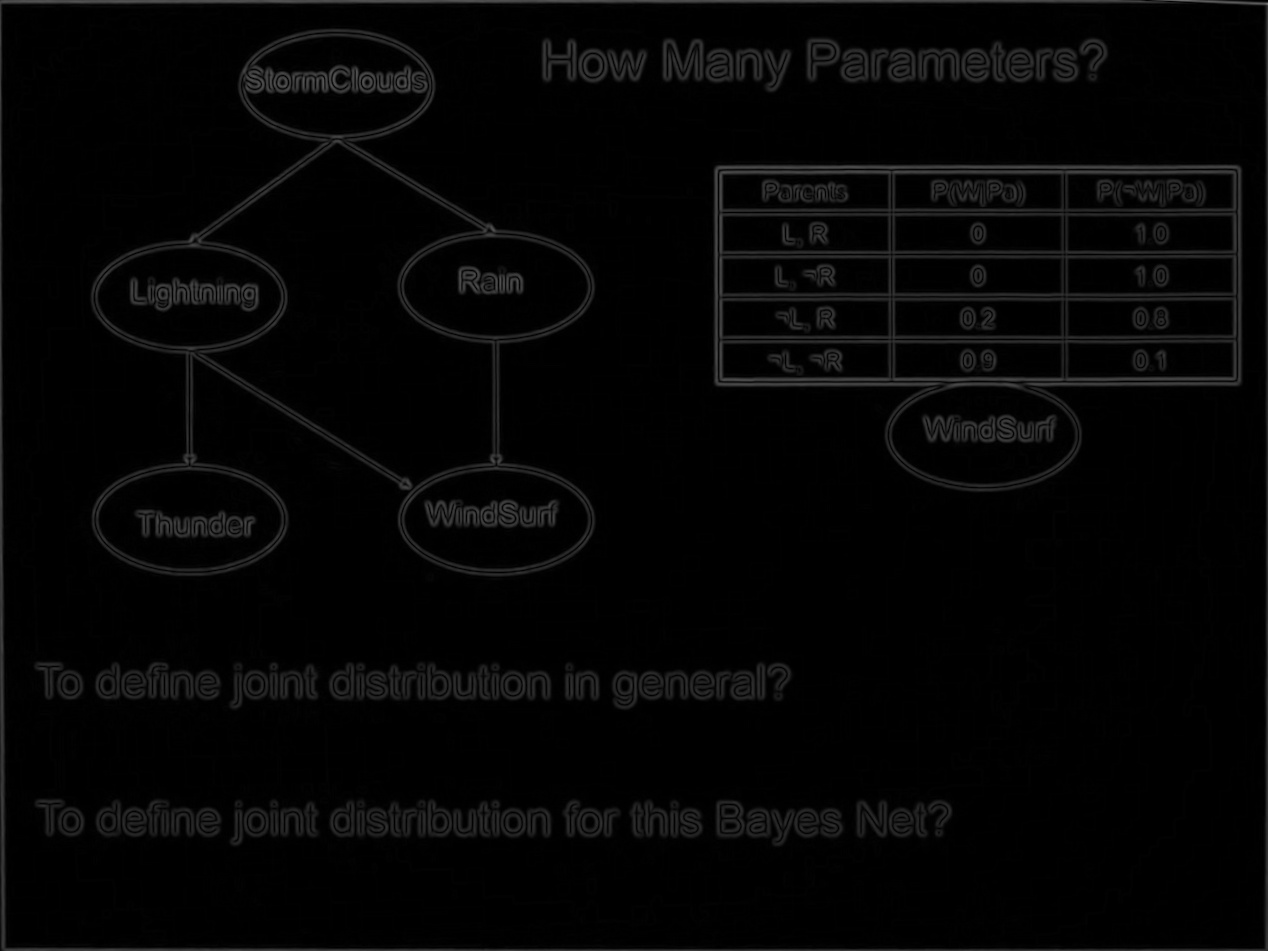 How Many Parameters?
StormClouds
Lightning
Rain
Thunder
WindSurf
Parents P(W|Pa) P(¬W|Pa)
L, R 0 1.0
L, ¬R 0 1.0
¬L, R 0.2 0.8
¬L, ¬R 0.9 0.1
WindSurf
To define joint distribution in general?
To define joint distribution for this Bayes Net?